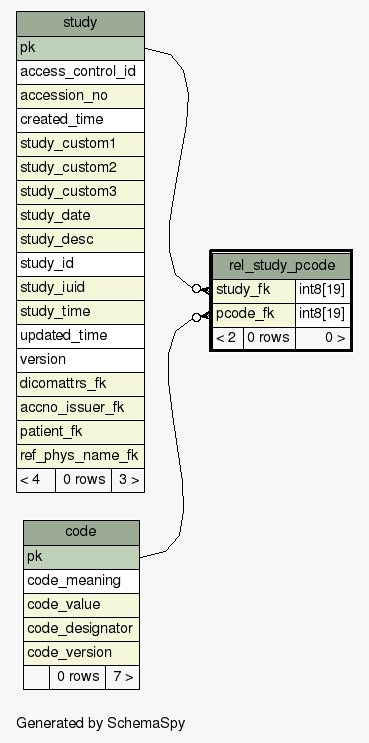 study
pk
access_control_id
accession_no
created_time
study_custom1
study_custom2
study_custom3
study_date
study_desc
study_id
study_iuid
study_time
updated_time
version
dicomattrs_fk
accno_issuer_fk
patient_fk
ref_phys_name_fk
< 4 0 rows 3 >
rel_study_pcode
study_fk int8[19]
pcode_fk int8[19]
< 2 0 rows 0 >
code
pk
code_meaning
code_value
code_designator
code_version
0 rows 7 >
Generated by SchemaSpy